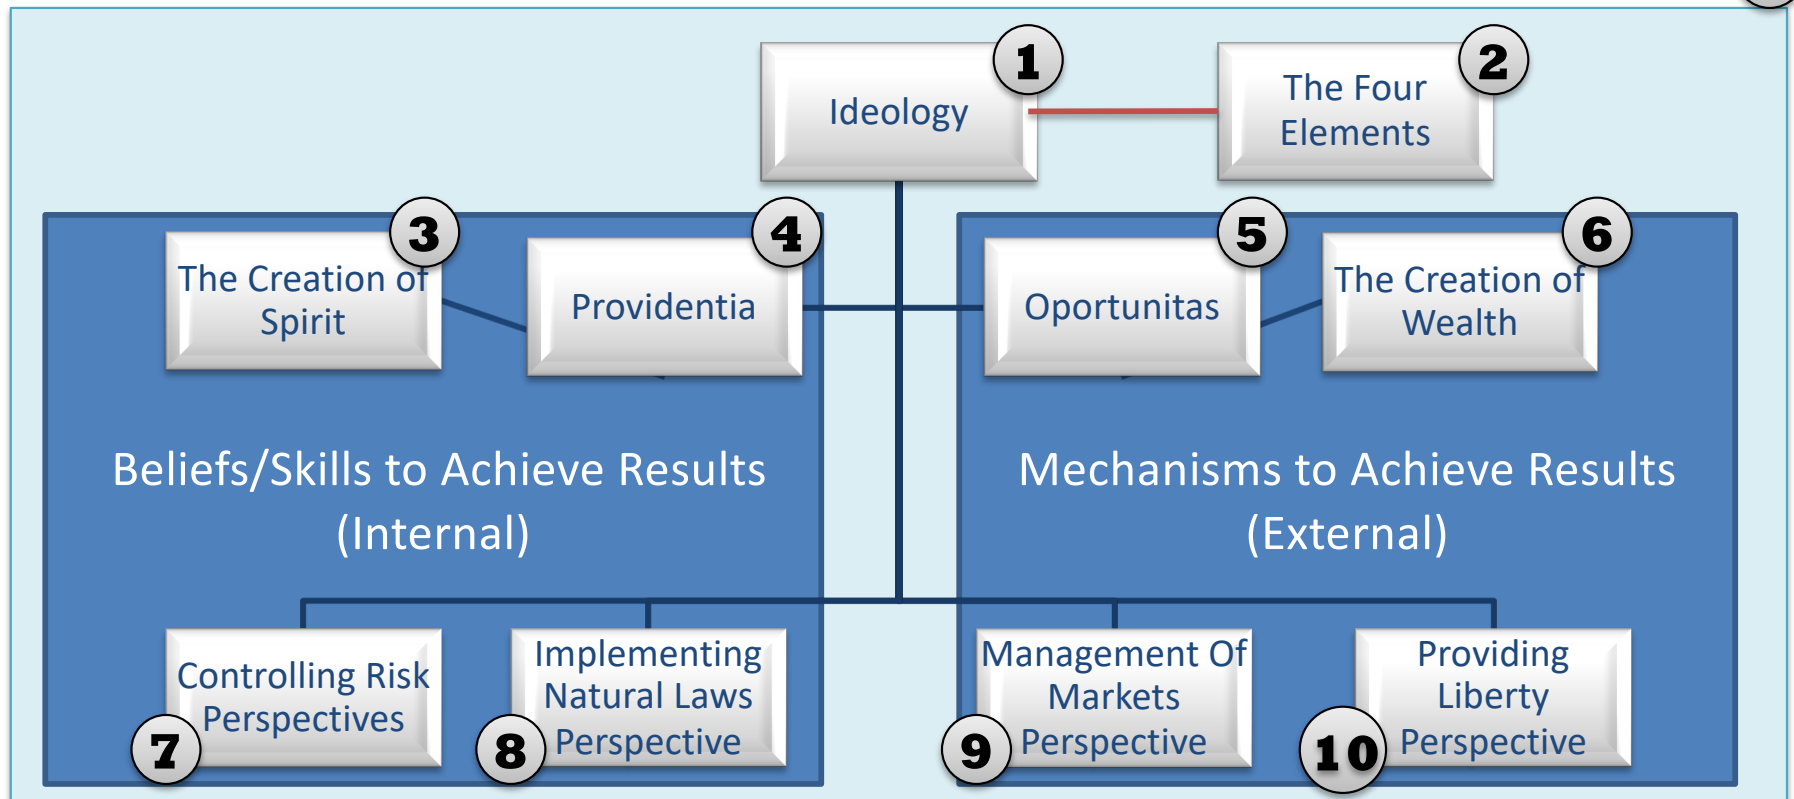 1
Ideology
2
The Four
Elements
3
The Creation of
Spirit
4
Providentia
5
Oportunitas
6
The Creation of
Wealth
Beliefs/Skills to Achieve Results
(Internal)
Mechanisms to Achieve Results
(External)
Controlling Risk
Perspectives
7
Implementing
Natural Laws
Perspective
8
Management Of
Markets
Perspective
9
Providing
Liberty
Perspective
10